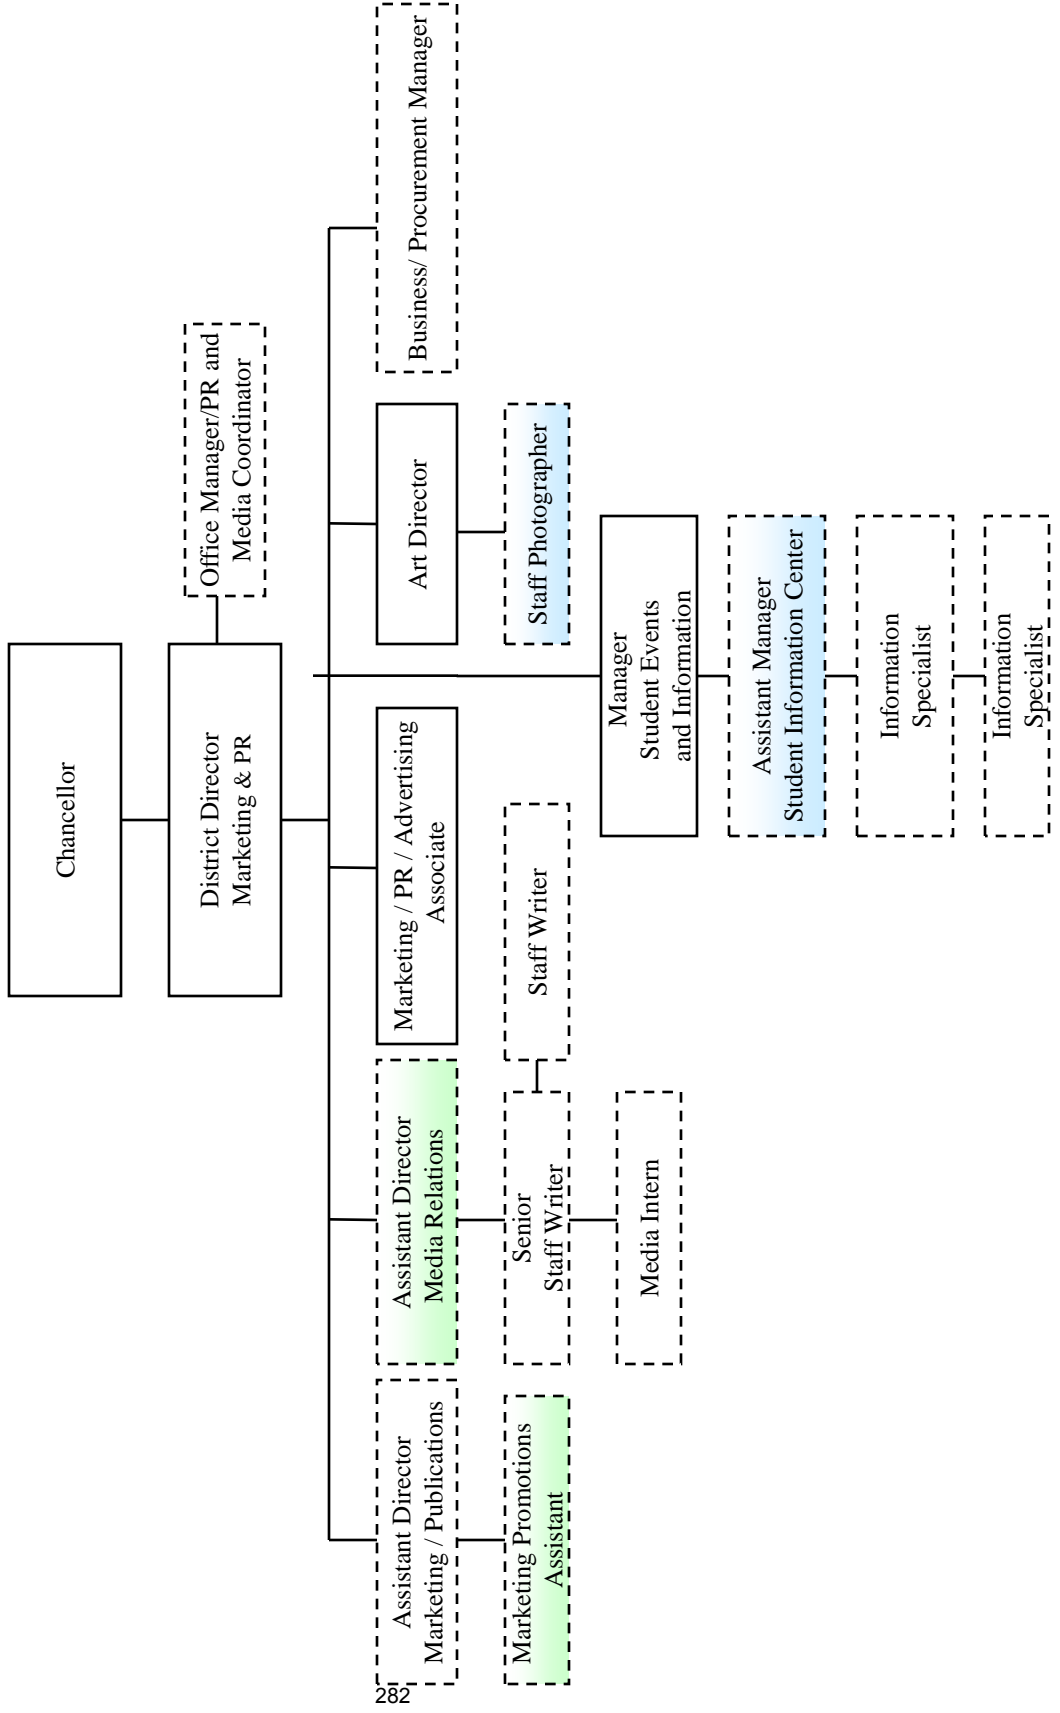 Chancellor
District Director
Marketing & PR
Office Manager/PR and
Media Coordinator
Assistant Director
Marketing / Publications
Assistant Director
Media Relations
Marketing / PR / Advertising
Associate
Art Director
Business/ Procurement Manager
Marketing Promotions
Assistant
Senior
Staff Writer
Staff Writer
Staff Photographer
Media Intern
Manager
Student Events
and Information
Assistant Manager
Student Information Center
Information
Specialist
Information
Specialist
282